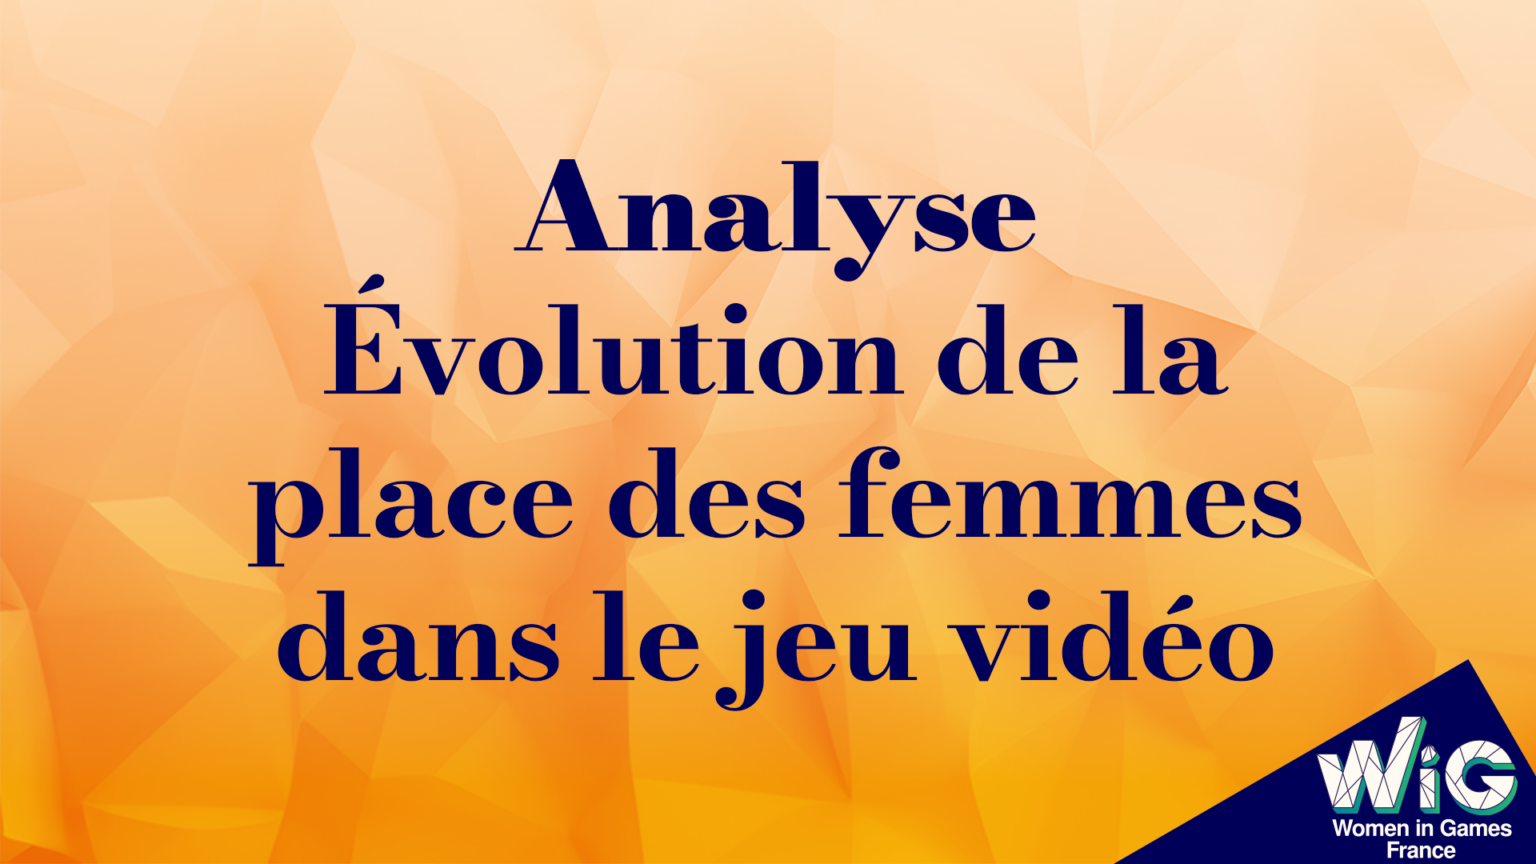 Analyse
Évolution de la
place des femmes
dans le jeu vidéo
WiG
Women in Games
France